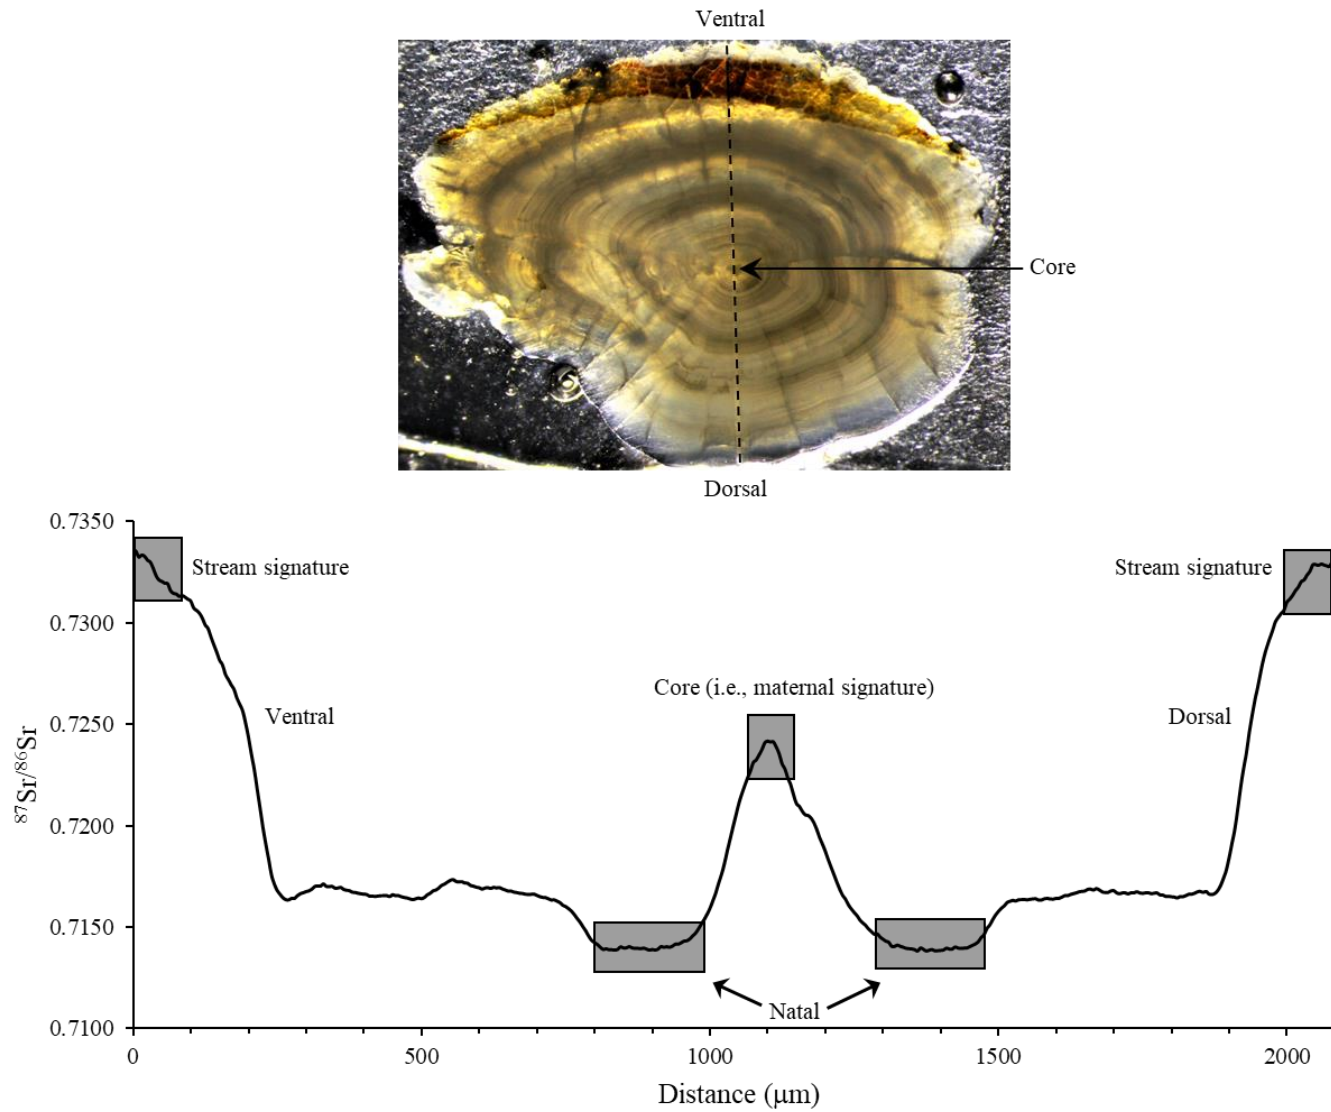 Ventral
Core
Dorsal
0.7350
0.7300
0.7250
0.7200
0.7150
0.7100
⁸⁷Sr/⁸⁶Sr
Stream signature
Stream signature
Core (i.e., maternal signature)
Ventral
Dorsal
Natal
0
500
1000
1500
2000
Distance (μm)